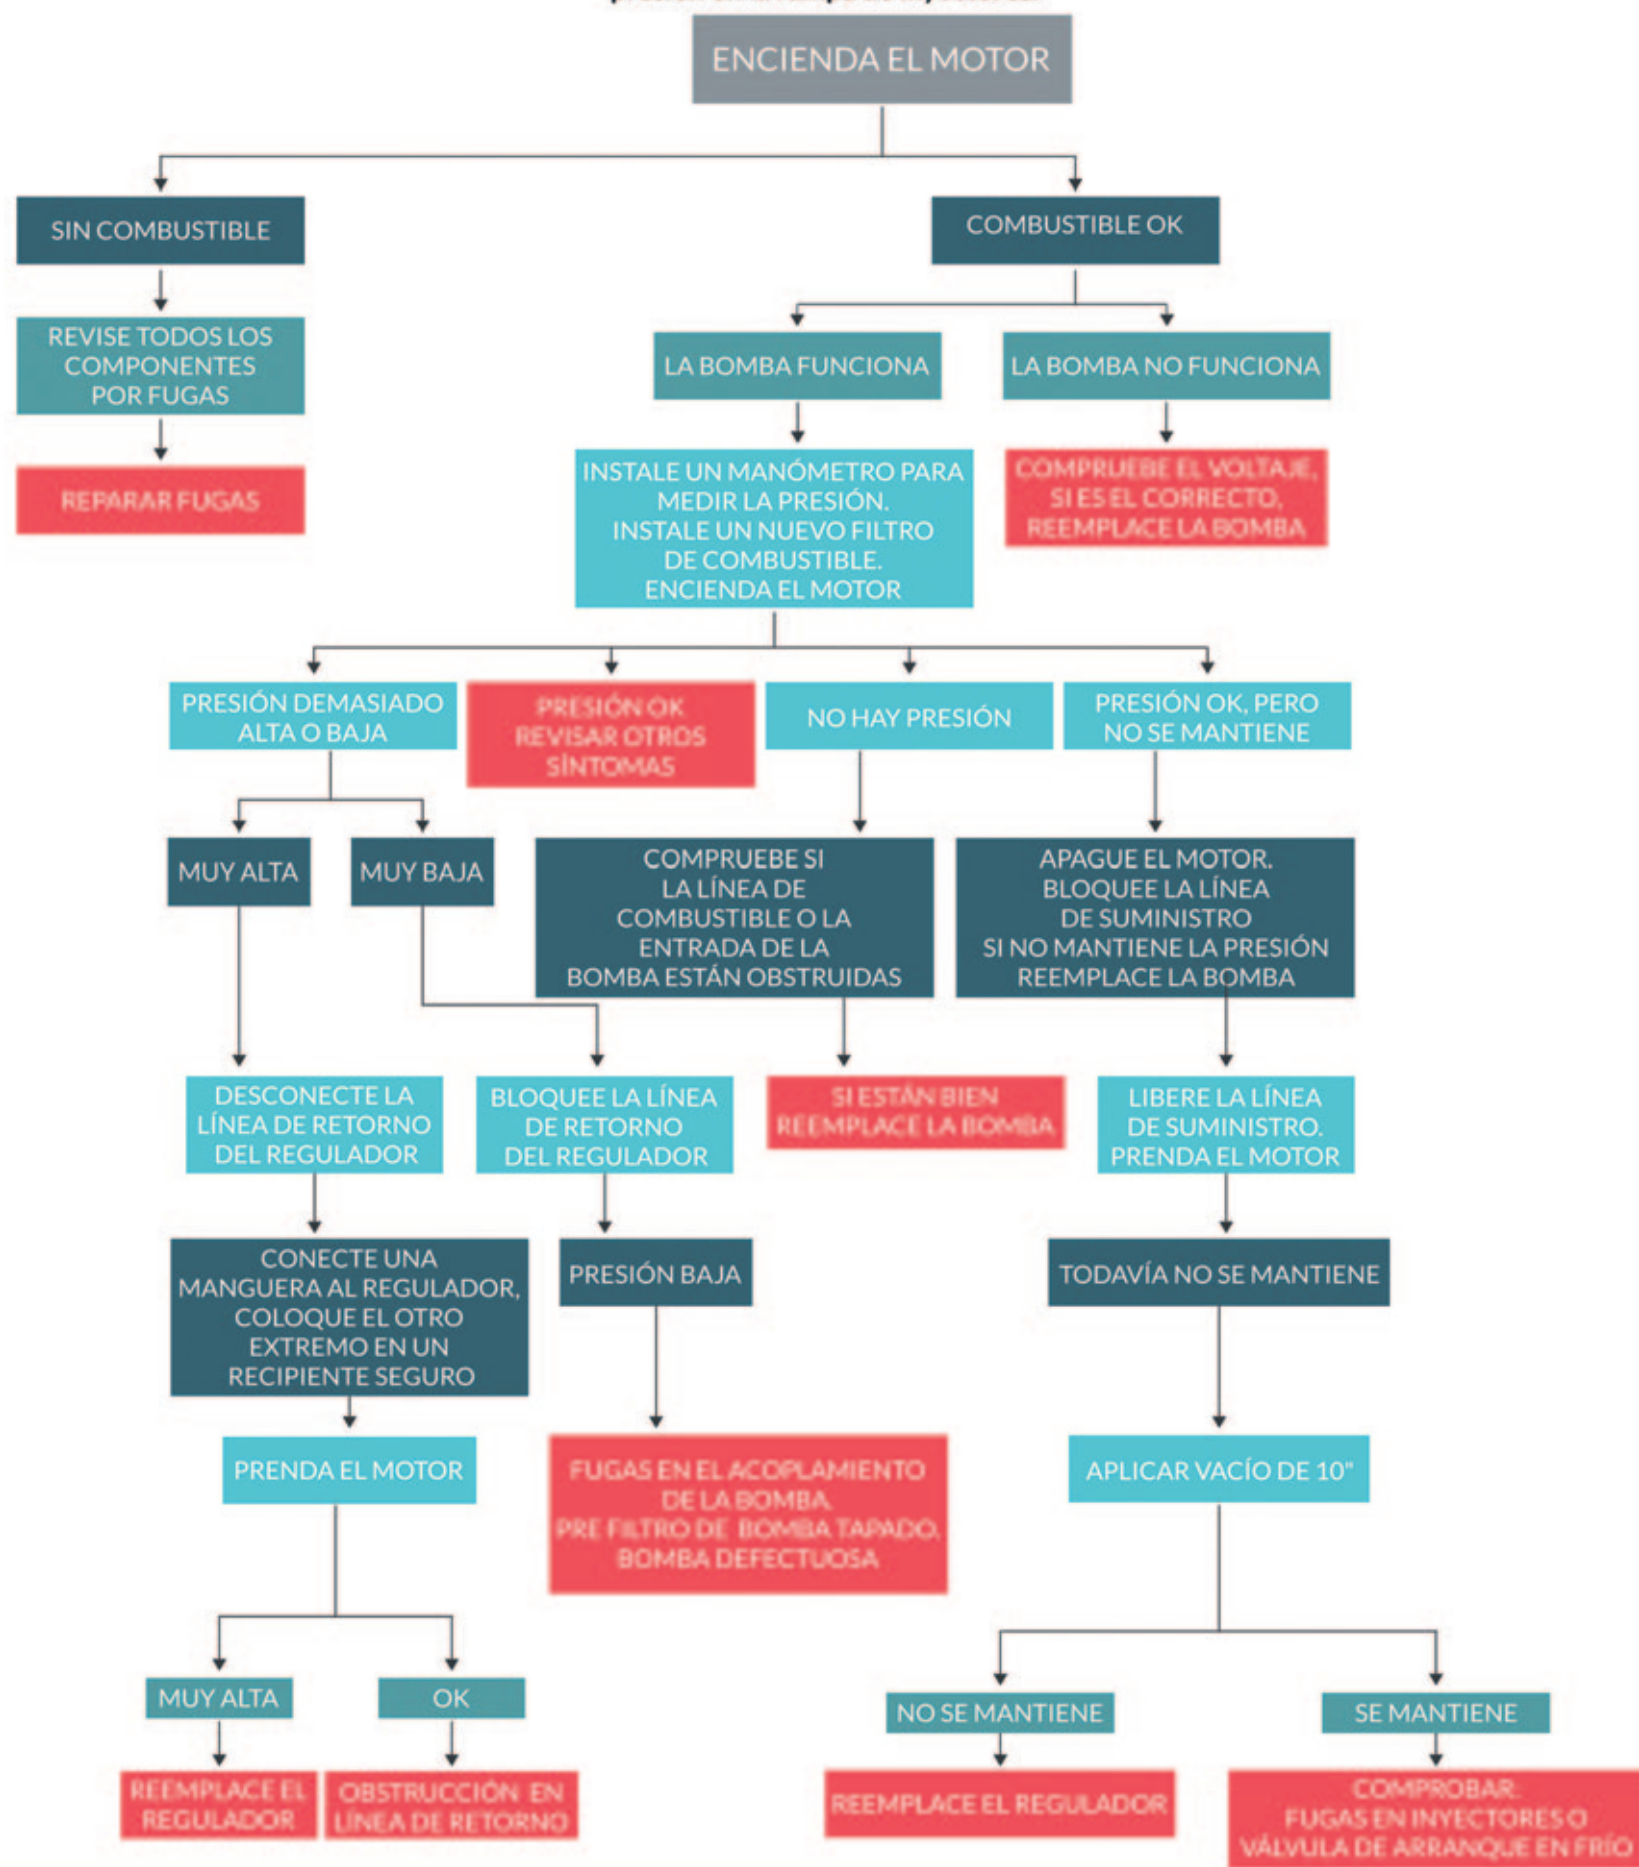 ENCIENDA EL MOTOR
SIN COMBUSTIBLE
COMBUSTIBLE OK
REVISE TODOS LOS
COMPONENTES
POR FUGAS
LA BOMBA FUNCIONA
LA BOMBA NO FUNCIONA
REPARAR FUGAS
INSTALE UN MANÓMETRO PARA
MEDIR LA PRESIÓN.
INSTALE UN NUEVO FILTRO
DE COMBUSTIBLE.
ENCIENDA EL MOTOR
COMPRUEBE EL VOLTAJE,
SI ES EL CORRECTO,
REEMPLACE LA BOMBA
PRESIÓN DEMASIADO
ALTA O BAJA
PRESIÓN OK
REVISAR OTROS
SÍNTOMAS
NO HAY PRESIÓN
PRESIÓN OK, PERO
NO SE MANTIENE
MUY ALTA
MUY BAJA
COMPRUEBE SI
LA LÍNEA DE
COMBUSTIBLE O LA
ENTRADA DE LA
BOMBA ESTÁN OBSTRUIDAS
APAGUE EL MOTOR.
BLOQUEE LA LÍNEA
DE SUMINISTRO
SI NO MANTIENE LA PRESIÓN
REEMPLACE LA BOMBA
DESCONECTE LA
LÍNEA DE RETORNO
DEL REGULADOR
BLOQUEE LA LÍNEA
DE RETORNO
DEL REGULADOR
SI ESTÁN BIEN
REEMPLACE LA BOMBA
LIBERE LA LÍNEA
DE SUMINISTRO.
PRENDA EL MOTOR
CONECTE UNA
MANGUERA AL REGULADOR,
COLOQUE EL OTRO
EXTREMO EN UN
RECIPIENTE SEGURO
PRESIÓN BAJA
TODAVÍA NO SE MANTIENE
PRENDA EL MOTOR
FUGAS EN EL ACOPLAMIENTO
DE LA BOMBA.
PRE FILTRO DE BOMBA TAPADO.
BOMBA DEFECTUOSA
APLICAR VACÍO DE 10"
MUY ALTA
OK
NO SE MANTIENE
SE MANTIENE
REEMPLACE EL
REGULADOR
OBSTRUCCIÓN EN
LÍNEA DE RETORNO
REEMPLACE EL REGULADOR
COMPROBAR:
FUGAS EN INYECTORES O
VÁLVULA DE ARRANQUE EN FRÍO